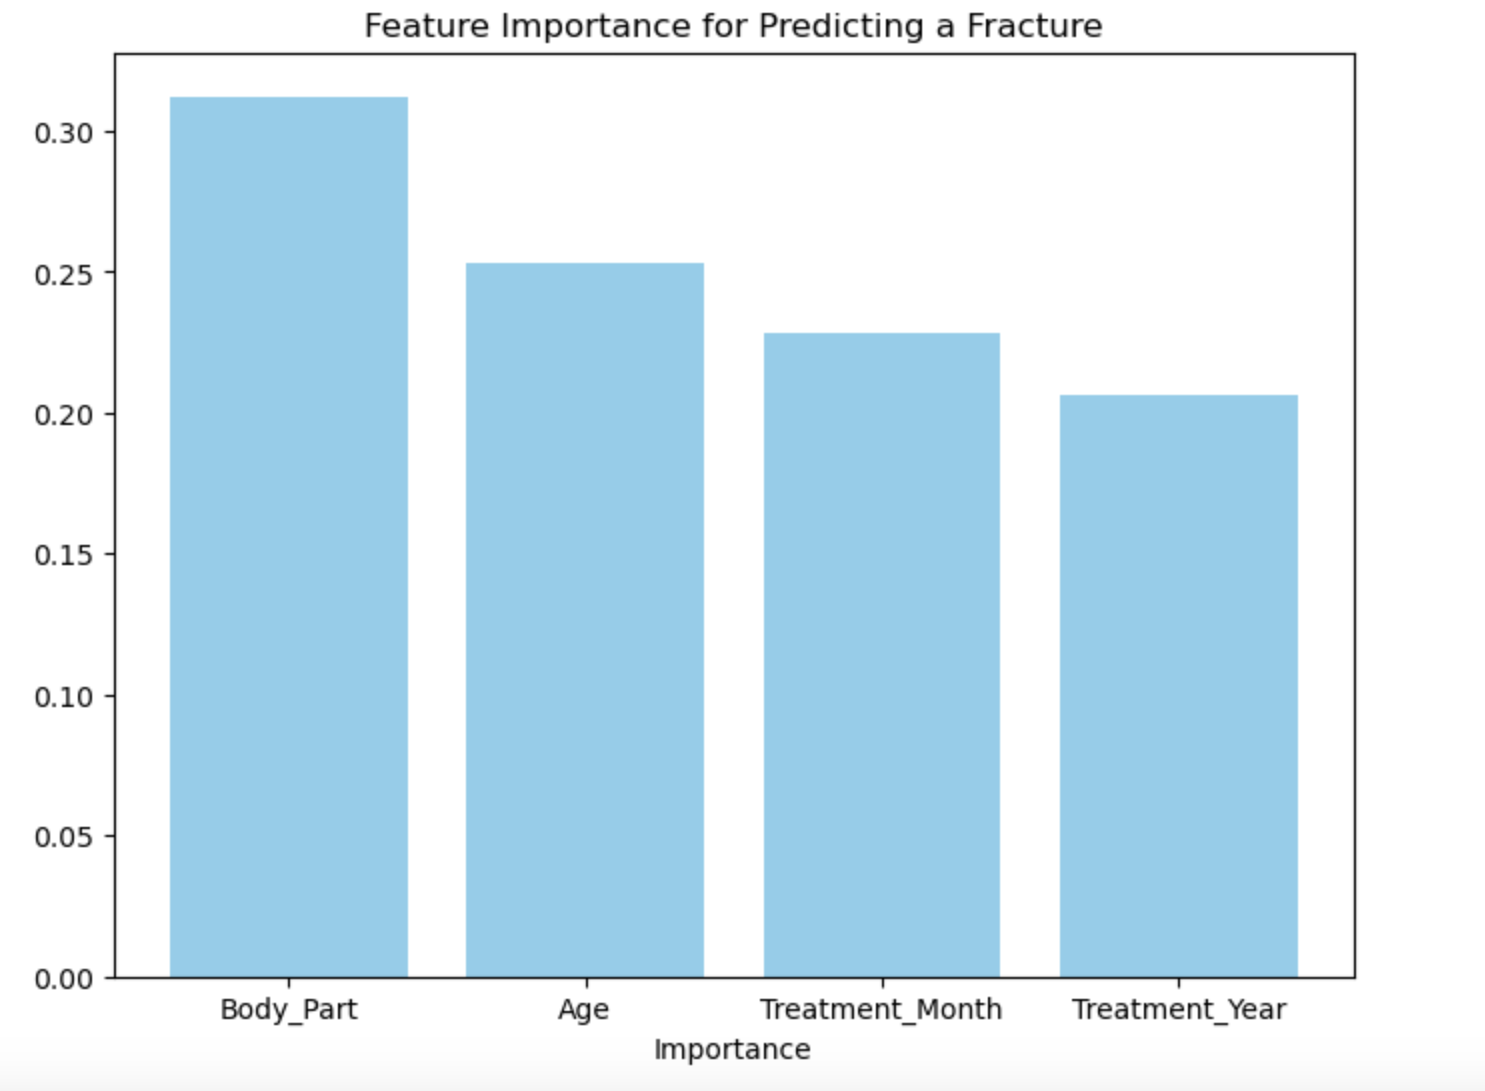 Feature Importance for Predicting a Fracture
0.30
0.25
0.20
0.15
0.10
0.05
0.00
Body_Part Age Treatment_Month Treatment_Year
Importance